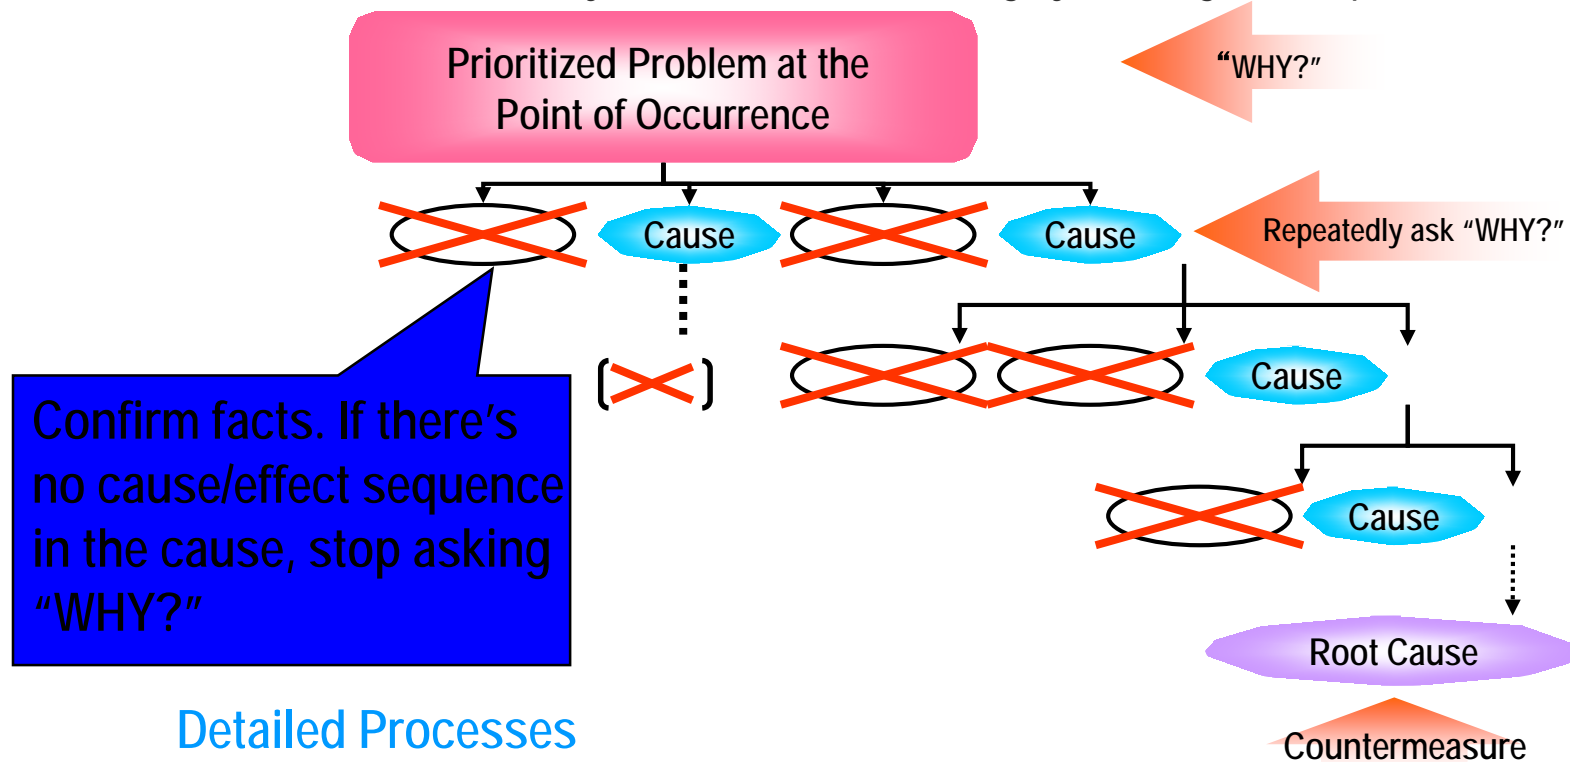 Prioritized Problem at the
Point of Occurrence
"WHY?"
Cause
Cause
Repeatedly ask "WHY?"
Cause
Confirm facts. If there's
no cause/effect sequence
in the cause, stop asking
"WHY?"
Cause
Root Cause
Detailed Processes
Countermeasure